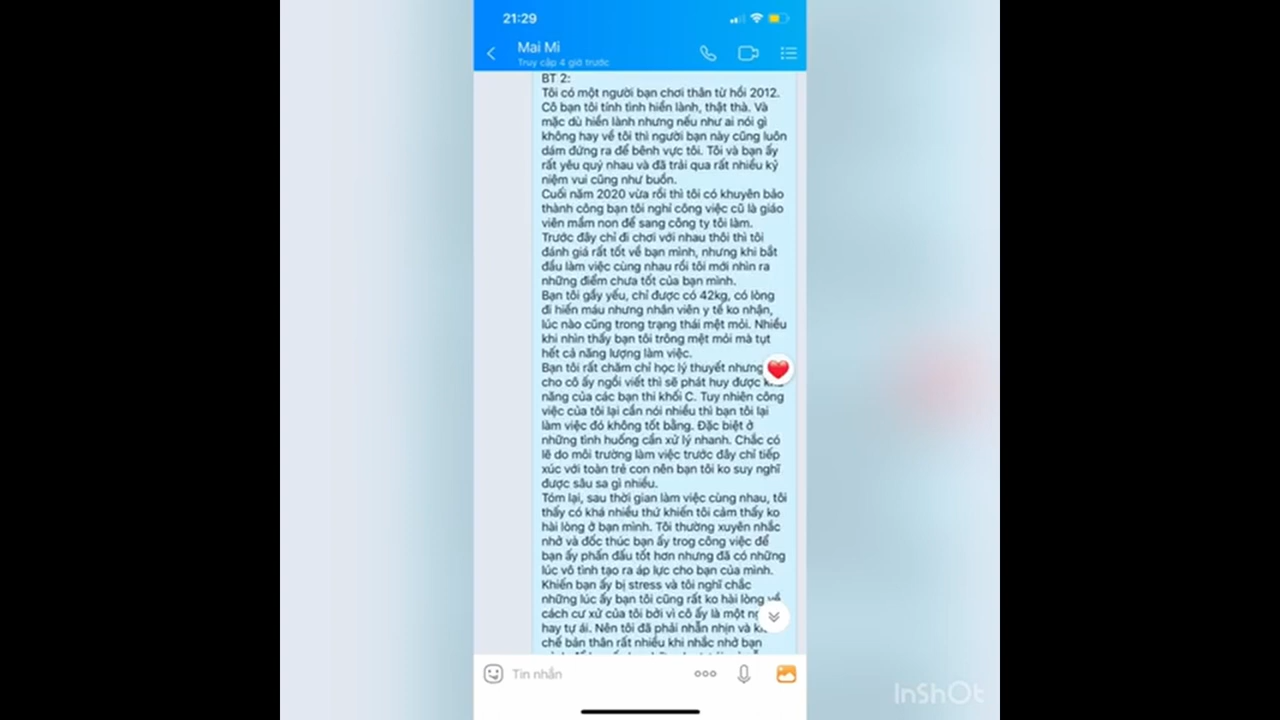 21:29
Mai Mi
Truy cập 4 giờ trước
BT 2:
Tôi có một người bạn chơi thân từ hồi 2012.
Cô bạn tôi tính tình hiền lành, thật thà. Và
mặc dù hiền lành nhưng nếu như ai nói gì
không hay về tôi thì người bạn này cũng luôn
dám đứng ra để bênh vực tôi. Tôi và bạn ấy
rất yêu quý nhau và đã trải qua rất nhiều kỷ
niệm vui cũng như buồn.
Cuối năm 2020 vừa rồi thì tôi có khuyên bảo
thành công bạn tôi nghỉ công việc cũ là giáo
viên mầm non để sang công ty tôi làm.
Trước đây chỉ đi chơi với nhau thôi thì tôi
đánh giá rất tốt về bạn mình, nhưng khi bắt
đầu làm việc cùng nhau rồi tôi mới nhìn ra
những điểm chưa tốt của bạn mình.
Bạn tôi gầy yếu, chỉ được có 42kg, có lòng
đi hiến máu nhưng nhân viên y tế ko nhận,
lúc nào cũng trong trạng thái mệt mỏi. Nhiều
khi nhìn thấy bạn tôi trông mệt mỏi mà tụt
hết cả năng lượng làm việc.
Bạn tôi rất chăm chỉ học lý thuyết nhưng
cho cô ấy ngồi viết thì sẽ phát huy được
năng của các bạn thi khối C. Tuy nhiên công
việc của tôi lại cần nói nhiều thì bạn tôi lại
làm việc đó không tốt bằng. Đặc biệt ở
những tình huống cần xử lý nhanh. Chắc có
lẽ do môi trường làm việc trước đây chỉ tiếp
xúc với toàn trẻ con nên bạn tôi ko suy nghĩ
được sâu sa gì nhiều.
Tóm lại, sau thời gian làm việc cùng nhau, tôi
thấy có khá nhiều thứ khiến tôi cảm thấy ko
hài lòng ở bạn mình. Tôi thường xuyên nhắc
nhở và đốc thúc bạn ấy trog công việc để
bạn ấy phấn đấu tốt hơn nhưng đã có những
lúc vô tình tạo ra áp lực cho bạn của mình.
Khiến bạn ấy bị stress và tôi nghĩ chắc
những lúc ấy bạn tôi cũng rất ko hài lòng về
cách cư xử của tôi bởi vì cô ấy là một
hay tự ái. Nên tôi đã phải nhẫn nhịn và
chế bản thân rất nhiều khi nhắc nhở bạn
Tin nhắn
InShOt